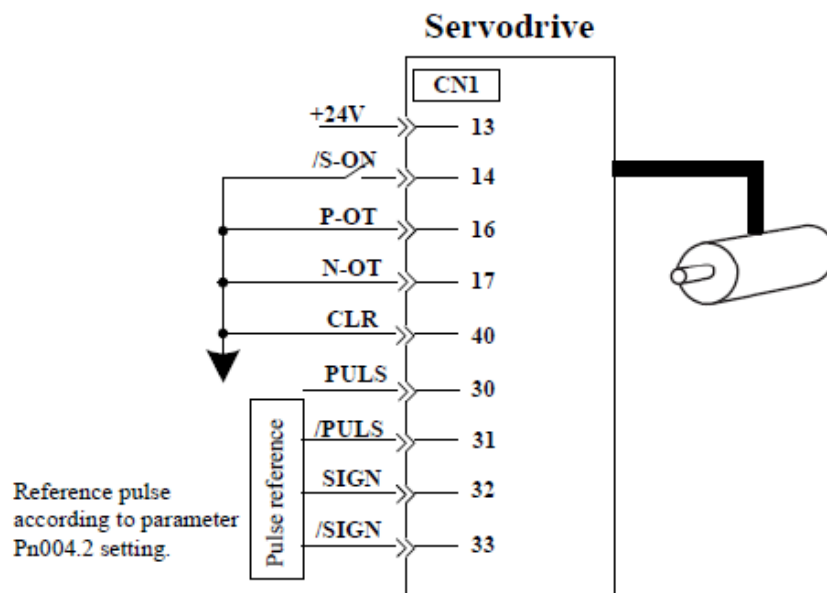 Servodrive
CN1
+24V 13
/S-ON 14
P-OT 16
N-OT 17
CLR 40
PULS 30
/PULS 31
SIGN 32
/SIGN 33
Pulse reference
Reference pulse
according to parameter
Pn004.2 setting.